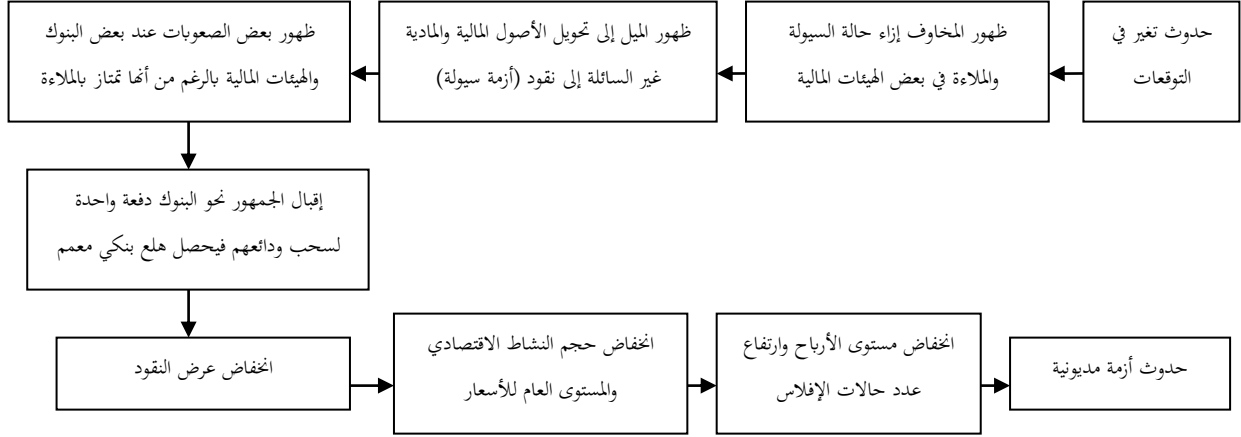 حدوث تغير في
التوقعات
ظهور المخاوف إزاء حالة السيولة
والملاءة في بعض الهيئات المالية
ظهور الميل إلى تحويل الأصول المالية والمادية
غير السائلة إلى نقود (أزمة سيولة)
ظهور بعض الصعوبات عند بعض البنوك
والهيئات المالية بالرغم من أنها تمتاز بالملاءة
إقبال الجمهور نحو البنوك دفعة واحدة
لسحب ودائعهم فيحصل هلع بنكي معمم
انخفاض عرض النقود
انخفاض حجم النشاط الاقتصادي
والمستوى العام للأسعار
انخفاض مستوى الأرباح وارتفاع
عدد حالات الإفلاس
حدوث أزمة مديونية